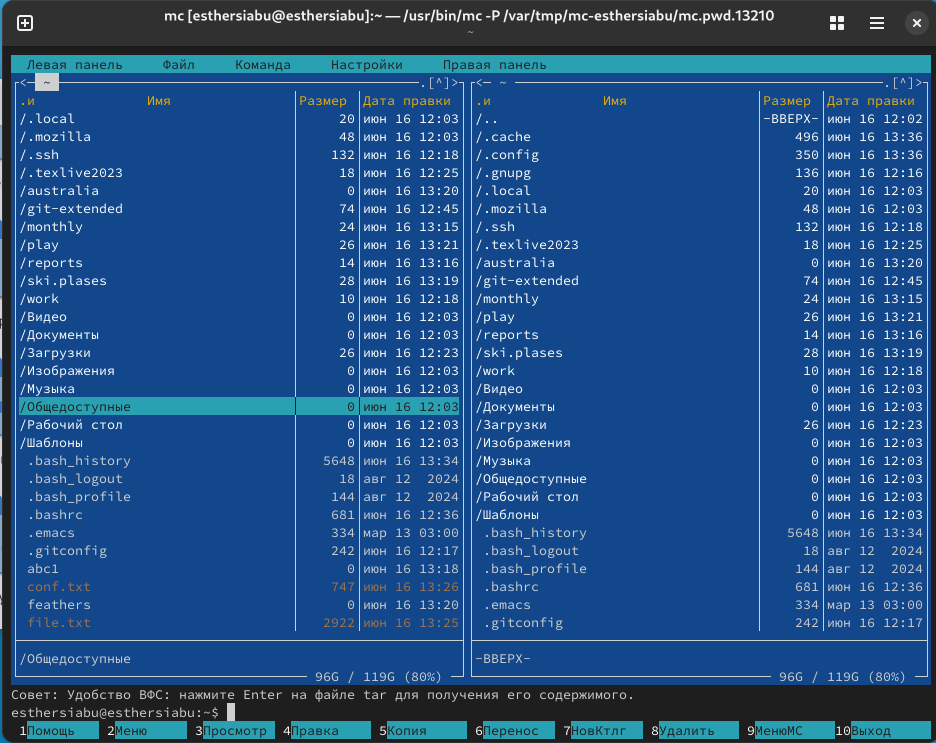 mc [esthersiabu@esthersiabu]:~ — /usr/bin/mc -P /var/tmp/mc-esthersiabu/mc.pwd.13210
~
Левая панель Файл Команда Настройки Правая панель
<─ ~ .[^]> <─ ~ .[^]>
.и Имя Размер Дата правки .и Имя Размер Дата правки
/.local 20 июн 16 12:03 /.. -ВВЕРХ- июн 16 12:02
/.mozilla 48 июн 16 12:03 /.cache 496 июн 16 13:36
/.ssh 132 июн 16 12:18 /.config 350 июн 16 13:36
/.texlive2023 18 июн 16 12:25 /.gnupg 136 июн 16 12:16
/australia 0 июн 16 13:20 /.local 20 июн 16 12:03
/git-extended 74 июн 16 12:45 /.mozilla 48 июн 16 12:03
/monthly 24 июн 16 13:15 /.ssh 132 июн 16 12:18
/play 26 июн 16 13:21 /.texlive2023 18 июн 16 12:25
/reports 14 июн 16 13:16 /australia 0 июн 16 13:20
/ski.plases 28 июн 16 13:19 /git-extended 74 июн 16 12:45
/work 10 июн 16 12:18 /monthly 24 июн 16 13:15
/Видео 0 июн 16 12:03 /play 26 июн 16 13:21
/Документы 0 июн 16 12:03 /reports 14 июн 16 13:16
/Загрузки 26 июн 16 12:23 /ski.plases 28 июн 16 13:19
/Изображения 0 июн 16 12:03 /work 10 июн 16 12:18
/Музыка 0 июн 16 12:03 /Видео 0 июн 16 12:03
/Общедоступные 0 июн 16 12:03 /Документы 0 июн 16 12:03
/Рабочий стол 0 июн 16 12:03 /Загрузки 26 июн 16 12:23
/Шаблоны 0 июн 16 12:03 /Изображения 0 июн 16 12:03
.bash_history 5648 июн 16 13:34 /Музыка 0 июн 16 12:03
.bash_logout 18 авг 12 2024 /Общедоступные 0 июн 16 12:03
.bash_profile 144 авг 12 2024 /Рабочий стол 0 июн 16 12:03
.bashrc 681 июн 16 12:36 /Шаблоны 0 июн 16 12:03
.emacs 334 мар 13 03:00 .bash_history 5648 июн 16 13:34
.gitconfig 242 июн 16 12:17 .bash_logout 18 авг 12 2024
abc1 0 июн 16 13:18 .bash_profile 144 авг 12 2024
conf.txt 747 июн 16 13:26 .bashrc 681 июн 16 12:36
feathers 0 июн 16 13:20 .emacs 334 мар 13 03:00
file.txt 2922 июн 16 13:25 .gitconfig 242 июн 16 12:17
/Общедоступные -ВВЕРХ-
96G / 119G (80%) 96G / 119G (80%)
Совет: Удобство ВФС: нажмите Enter на файле tar для получения его содержимого.
esthersiabu@esthersiabu:~$
1Помощь 2Меню 3Просмотр 4Правка 5Копия 6Перенос 7НовКтлг 8Удалить 9МенюМС 10Выход